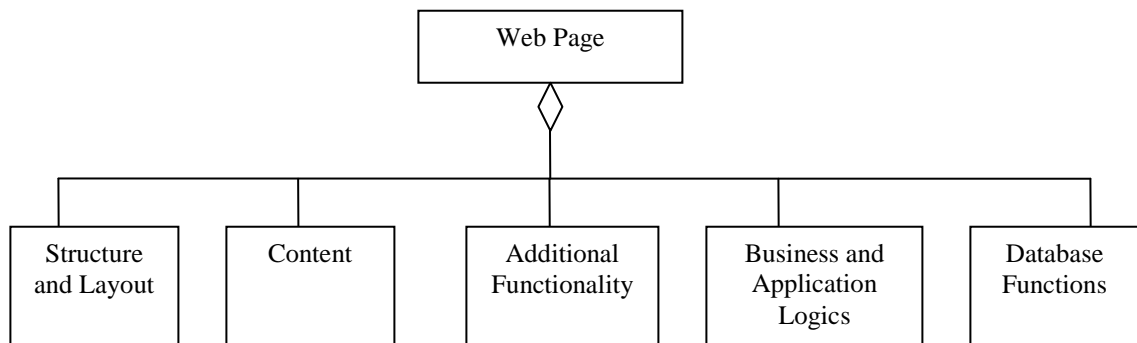 Web Page
Structure
and Layout
Content
Additional
Functionality
Business and
Application
Logics
Database
Functions